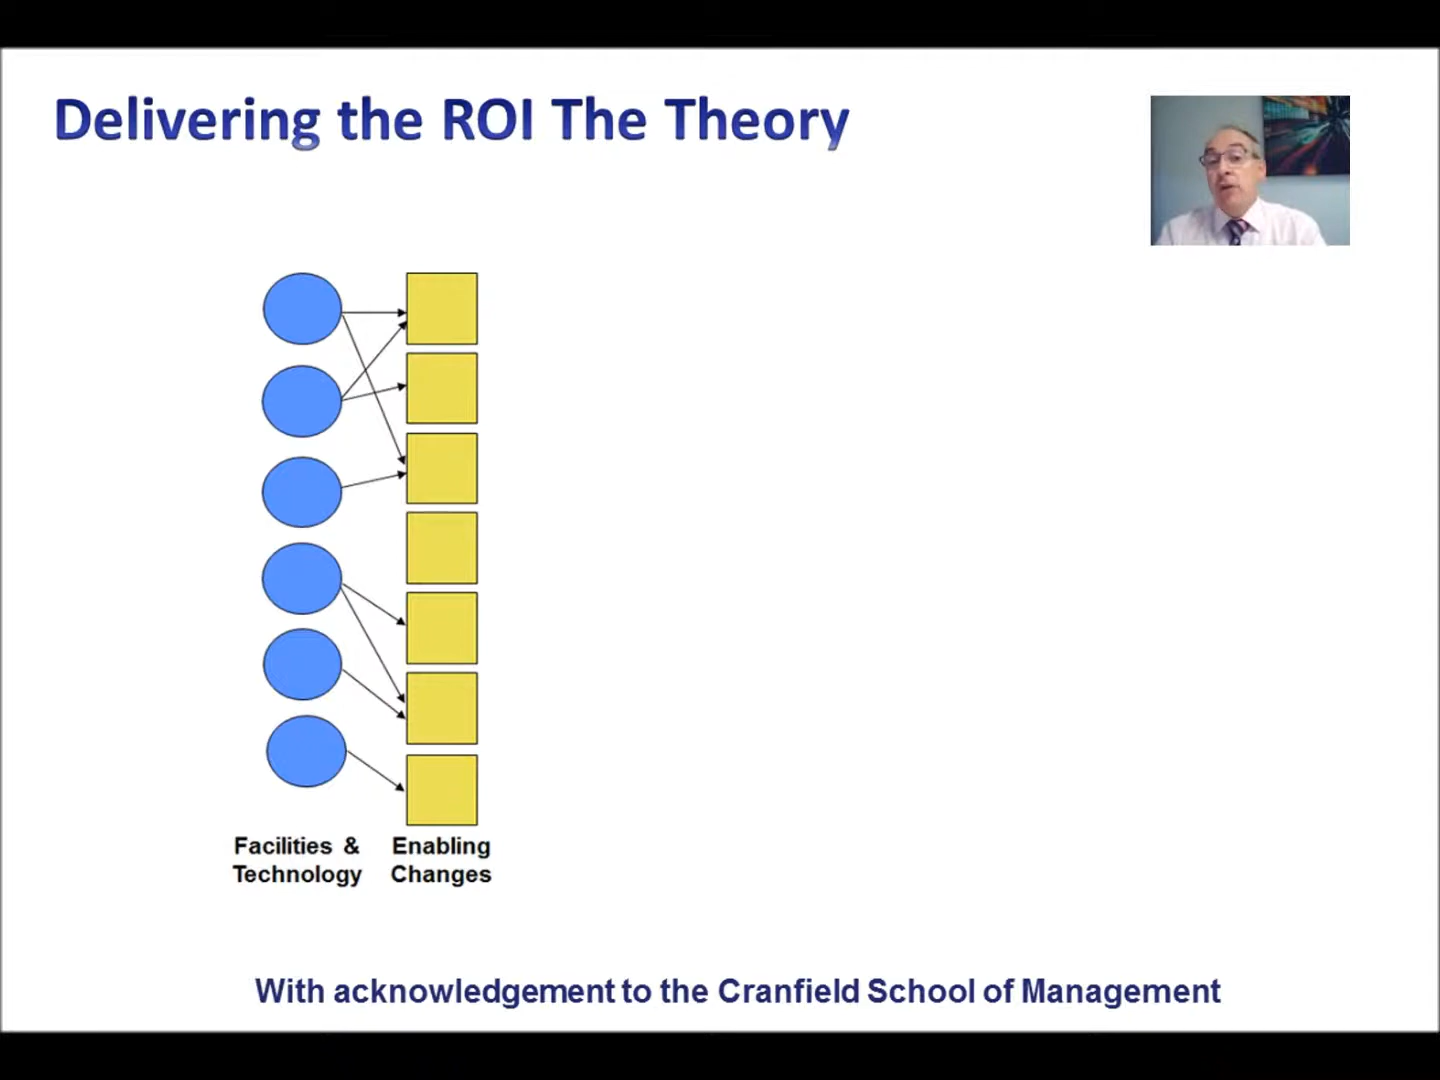 Delivering the ROI The Theory
Facilities & Technology
Enabling Changes
With acknowledgement to the Cranfield School of Management